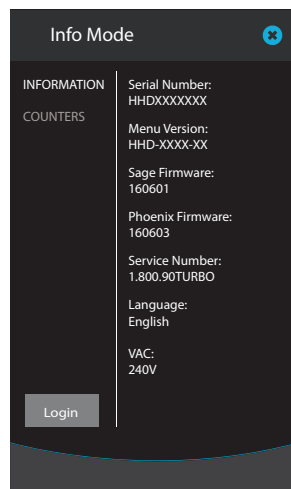 Info Mode
INFORMATION
COUNTERS
Serial Number:
HHDXXXXXXX
Menu Version:
HHD-XXXX-XX
Sage Firmware:
160601
Phoenix Firmware:
160603
Service Number:
1.800.90TURBO
Language:
English
VAC:
240V
Login